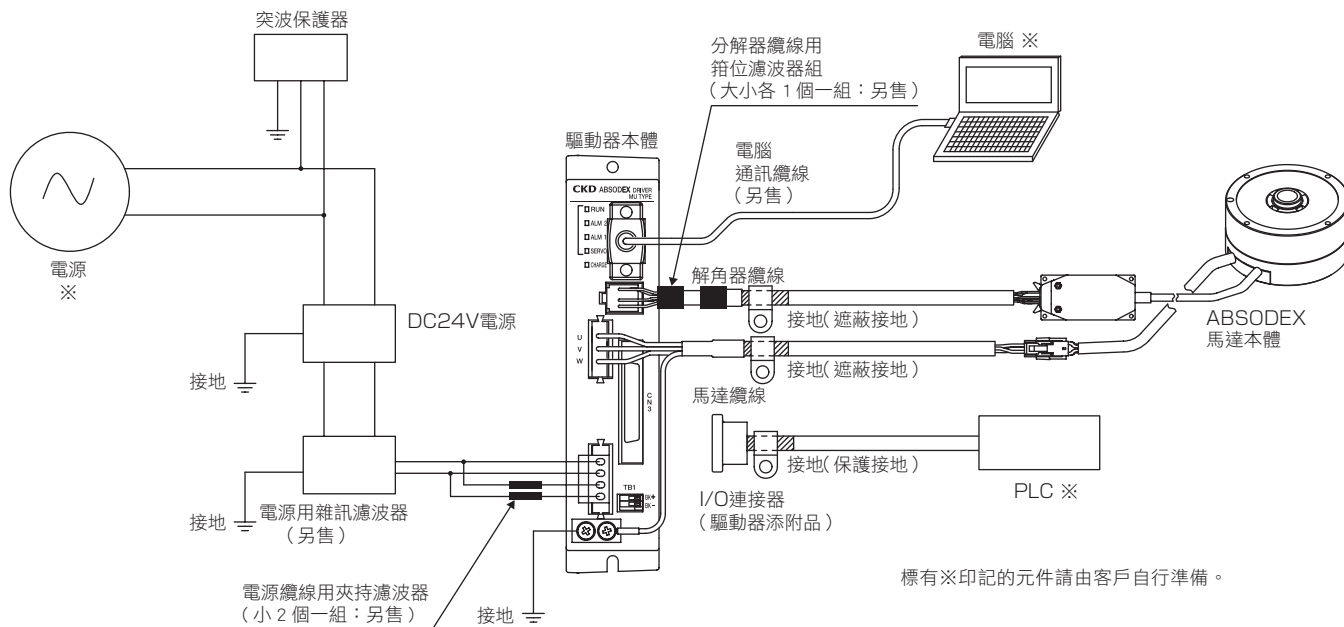 突波保護器
電源
※
DC24V電源
接地
接地
電源用雜訊濾波器
（另售）
電源纜線用夾持濾波器
（小 2 個一組：另售）
接地
驅動器本體
CKD ABSODEX DRIVER
MU TYPE
RUN
ALM 2
ALM 1
SERVO
CHARGE
U
V
W
CN3
TB1
BK+
BK-
分解器纜線用
箝位濾波器組
（大小各 1 個一組：另售）
電腦
通訊纜線
（另售）
電腦 ※
解角器纜線
接地（遮蔽接地）
接地（遮蔽接地）
馬達纜線
ABSODEX
馬達本體
接地（保護接地）
I/O連接器
（驅動器添附品）
PLC ※
標有※印記的元件請由客戶自行準備。